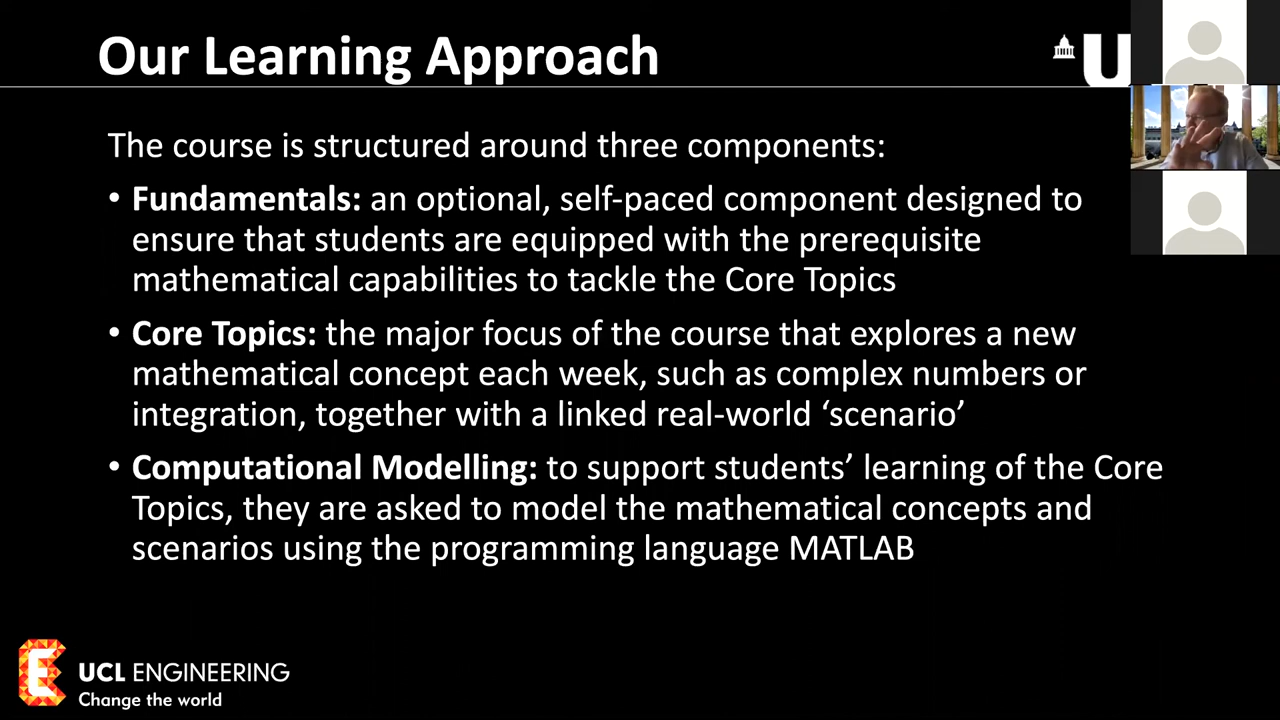 Our Learning Approach
U
The course is structured around three components:
• Fundamentals: an optional, self-paced component designed to
ensure that students are equipped with the prerequisite
mathematical capabilities to tackle the Core Topics
• Core Topics: the major focus of the course that explores a new
mathematical concept each week, such as complex numbers or
integration, together with a linked real-world ‘scenario’
• Computational Modelling: to support students’ learning of the Core
Topics, they are asked to model the mathematical concepts and
scenarios using the programming language MATLAB
E
UCL ENGINEERING
Change the world